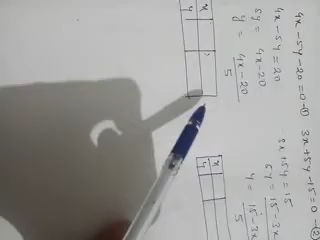 4x-5y-20=0-①
4x-5y=20
5y = 4x-20
y = 4x-20
5
x
y
3x+5y-15=0-②
3x+5y=15
5y = 15-3x
y = 15-3x
5
x
y